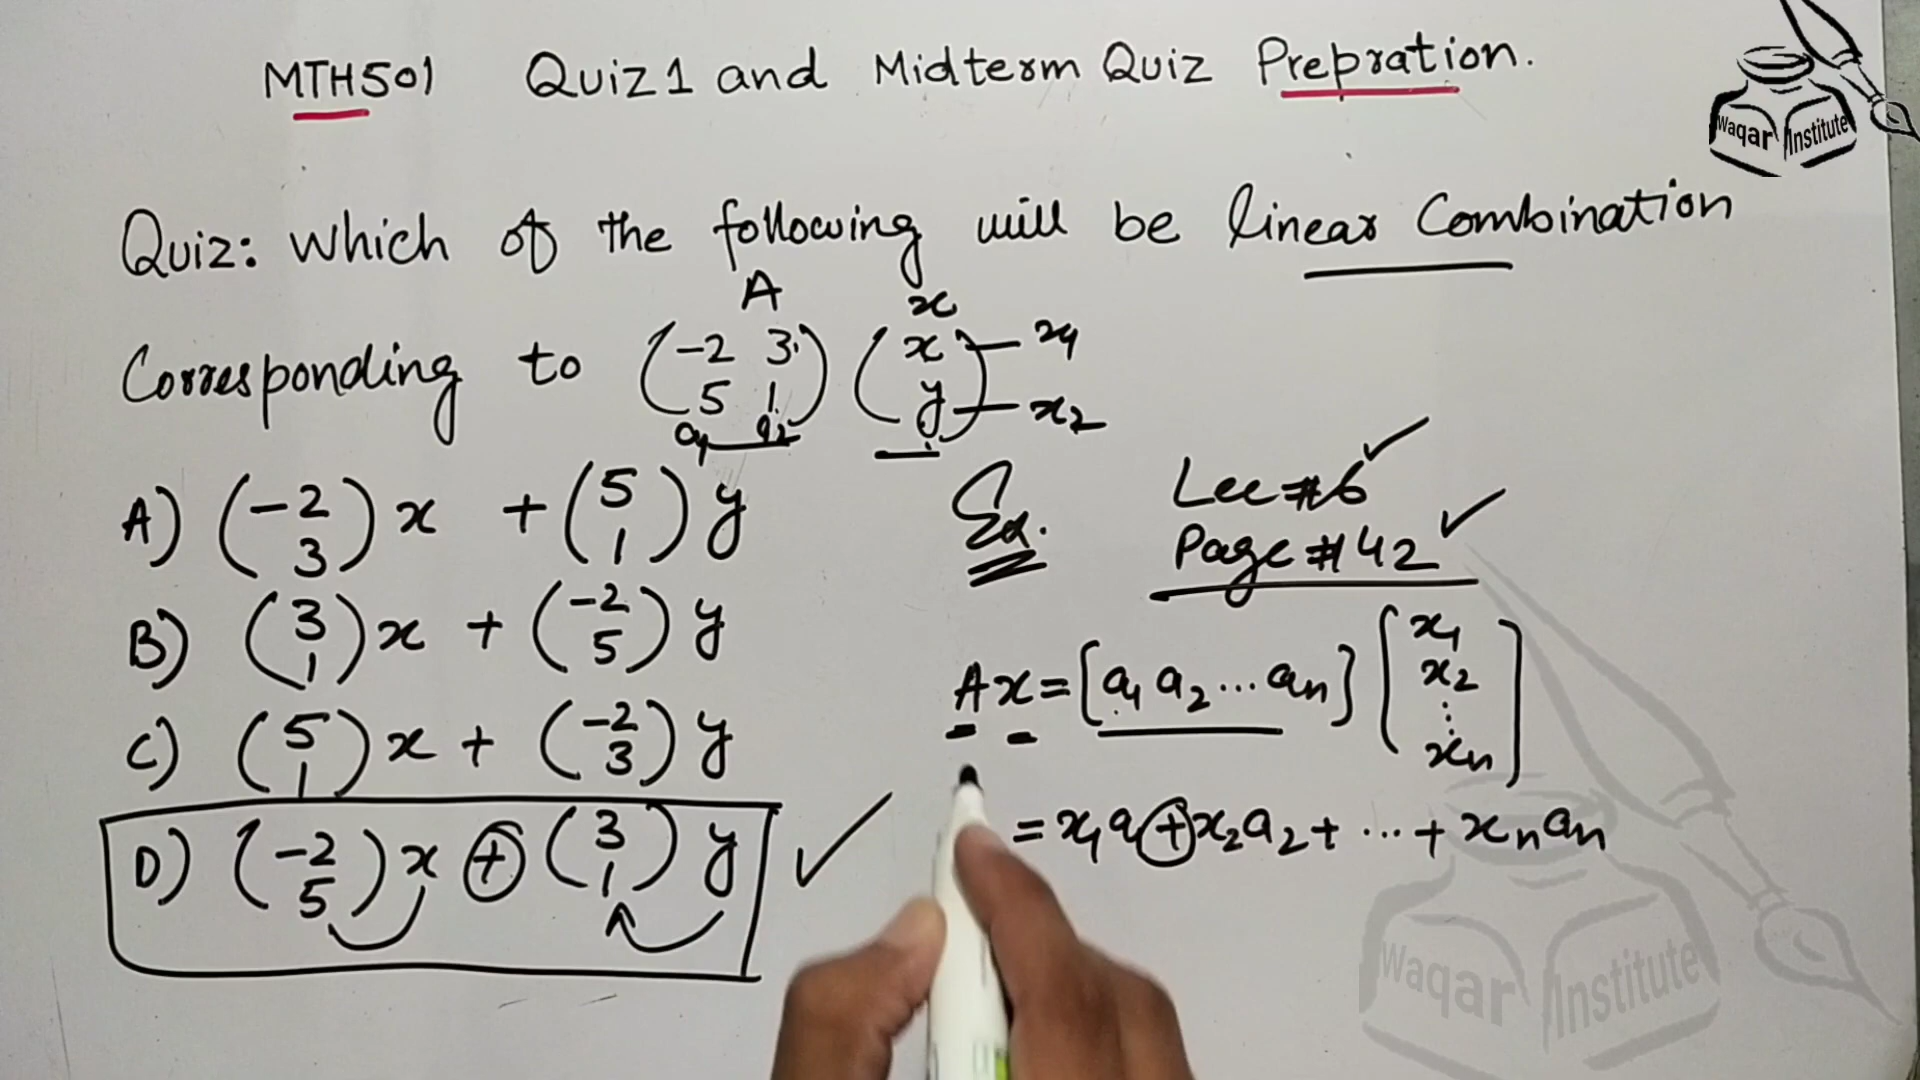 MTH501 Quiz1 and Midterm Quiz Prepration.
Waqar Institute
Quiz: Which of the following will be linear Combination
A x
Corresponding to (-2 3) (x) x₁
(5 1) (y) x₂
a₁ a₂
A) (-2 3) x + (5 1) y
B) (3 1) x + (-2 5) y
C) (5 1) x + (-2 3) y
D) (-2 5) x + (3 1) y ✓
Ex.
Lec#6 ✓
Page#42 ✓
Ax = [a₁ a₂ ... aₙ] [x₁ x₂ ⋮ xₙ]
= x₁a₁ + x₂a₂ + ... + xₙaₙ
Waqar Institute